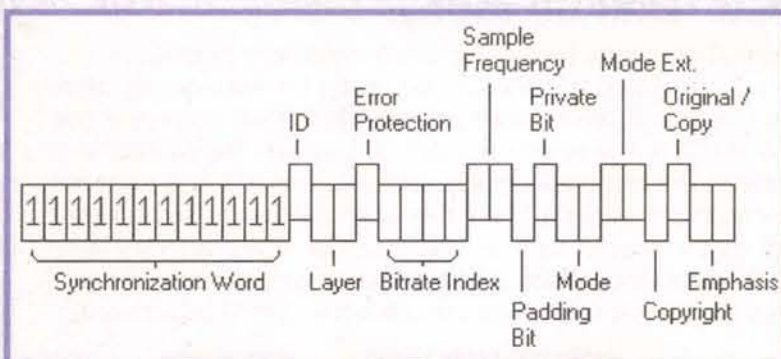 Sample
Frequency
Mode Ext.
Error
Protection
Private
Bit
Original /
Copy
ID
111111111111
Synchronization Word
Layer
Bitrate Index
Mode
Emphasis
Padding
Bit
Copyright